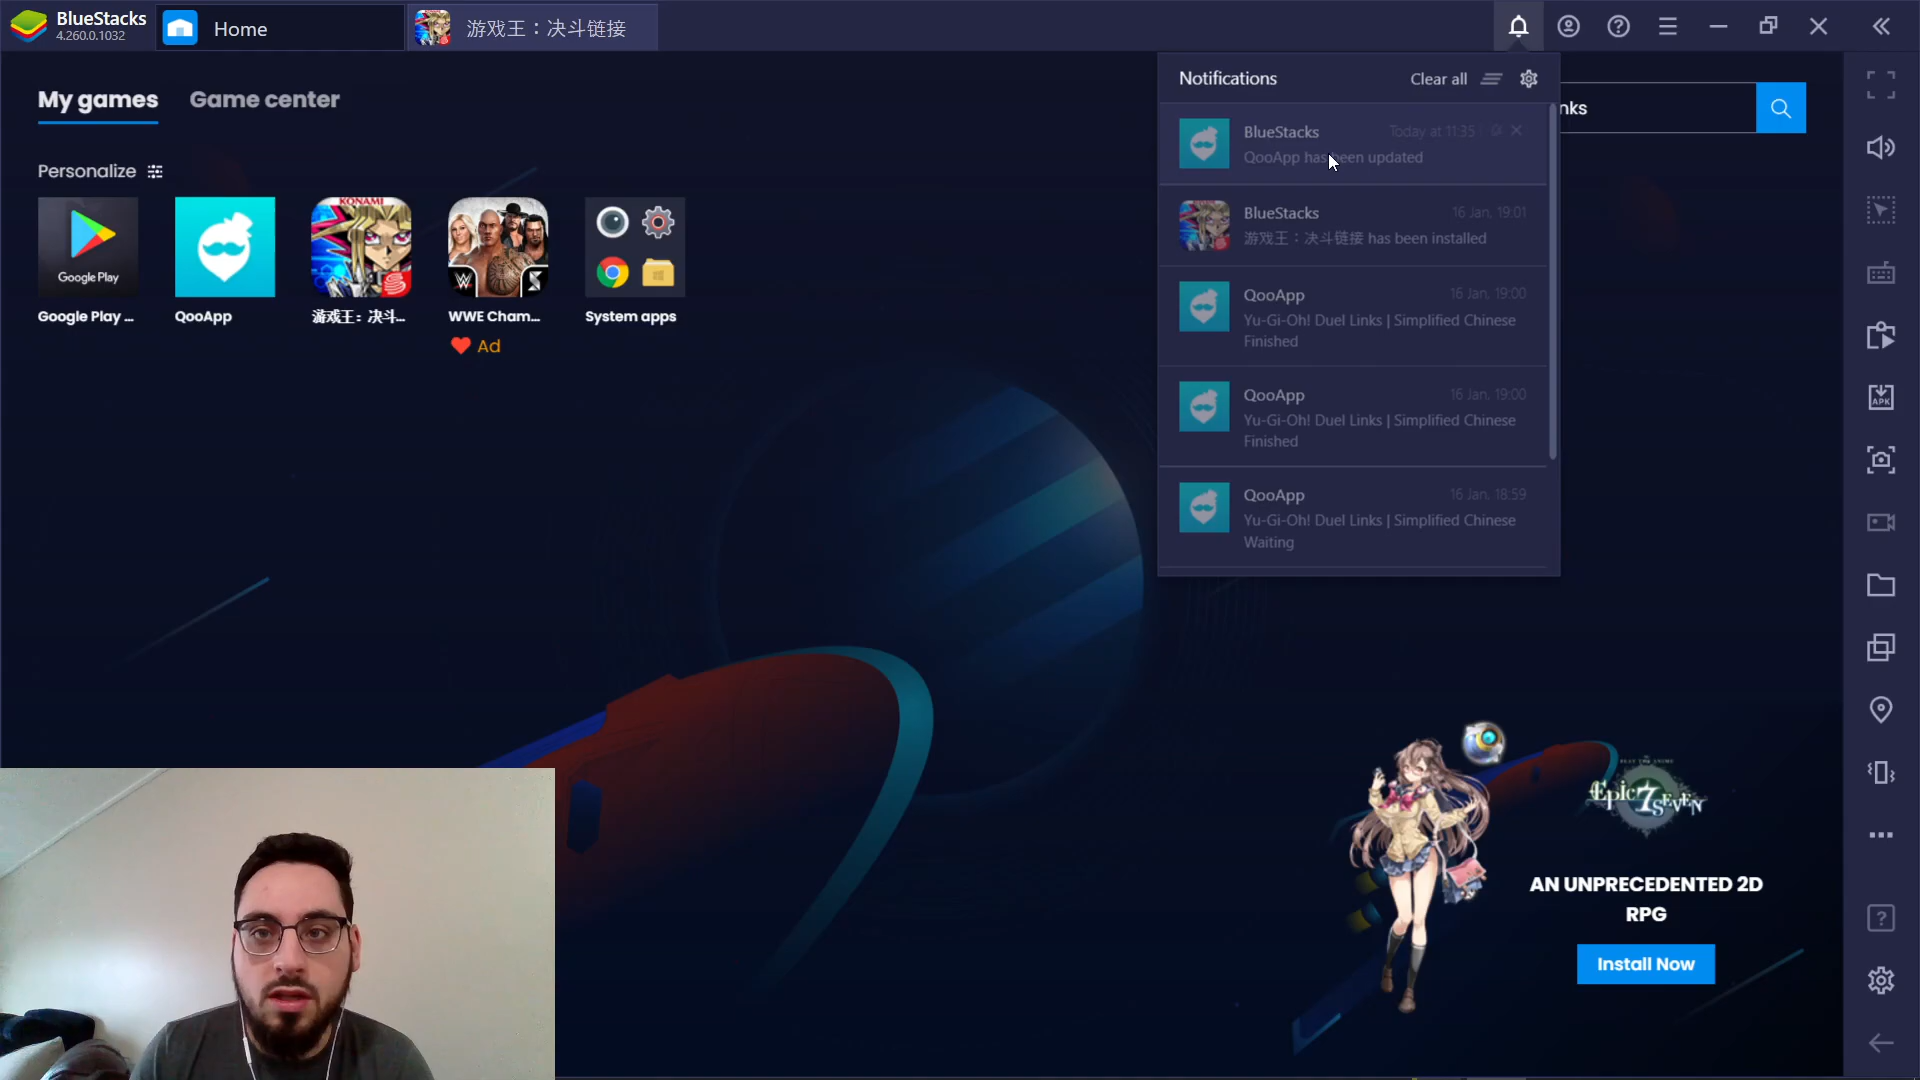 BlueStacks
4.260.0.1032
Home
游戏王：决斗链接
My games
Game center
Personalize
Google Play
KONAMI
Google Play ...
QooApp
游戏王：决斗...
WWE Cham...
System apps
Ad
Notifications
Clear all
nks
BlueStacks
Today at 11:35
QooApp has been updated
BlueStacks
16 Jan, 19:01
游戏王：决斗链接 has been installed
QooApp
16 Jan, 19:00
Yu-Gi-Oh! Duel Links | Simplified Chinese
Finished
QooApp
16 Jan, 19:00
Yu-Gi-Oh! Duel Links | Simplified Chinese
Finished
QooApp
16 Jan, 18:59
Yu-Gi-Oh! Duel Links | Simplified Chinese
Waiting
APK
Epic 7 Seven
AN UNPRECEDENTED 2D
RPG
Install Now